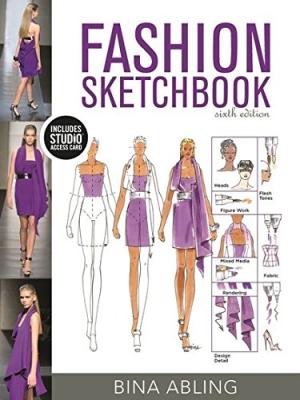 FASHION
SKETCHBOOK
sixth edition
INCLUDES
STUDIO
ACCESS CARD
Heads
Flesh
Tones
Figure Work
Mixed Media
Fabric
Rendering
Design
Detail
BINA ABLING